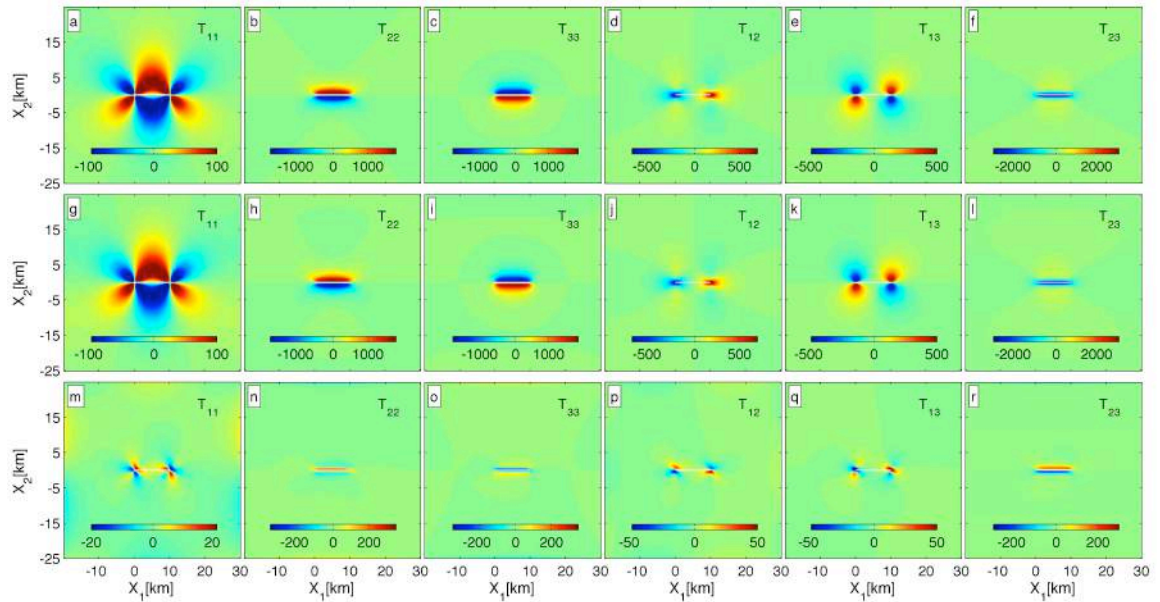 a T11 b T22 c T33 d T12 e T13 f T23
X2[km] 15 5 -5 -15 -25
-100 0 100 -1000 0 1000 -1000 0 1000 -500 0 500 -500 0 500 -2000 0 2000
g T11 h T22 i T33 j T12 k T13 l T23
X2[km] 15 5 -5 -15 -25
-100 0 100 -1000 0 1000 -1000 0 1000 -500 0 500 -500 0 500 -2000 0 2000
m T11 n T22 o T33 p T12 q T13 r T23
X2[km] 15 5 -5 -15 -25
-20 0 20 -200 0 200 -200 0 200 -50 0 50 -50 0 50 -200 0 200
-10 0 10 20 30 -10 0 10 20 30 -10 0 10 20 30 -10 0 10 20 30 -10 0 10 20 30 -10 0 10 20 30
X1[km] X1[km] X1[km] X1[km] X1[km] X1[km]